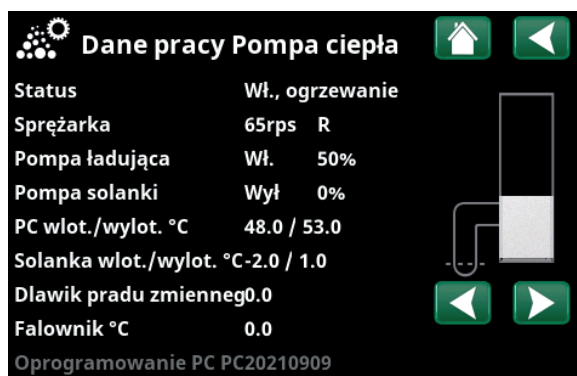 Dane pracy Pompa ciepła
Status Wł., ogrzewanie
Sprężarka 65rps R
Pompa ładująca Wł. 50%
Pompa solanki Wył 0%
PC wlot./wylot. °C 48.0 / 53.0
Solanka wlot./wylot. °C-2.0 / 1.0
Dlawik pradu zmienneg0.0
Falownik °C 0.0
Oprogramowanie PC PC20210909